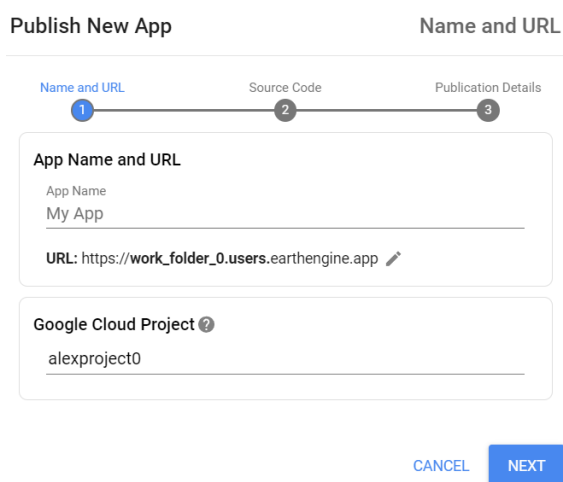 Publish New App
Name and URL
Name and URL
Source Code
Publication Details
1
2
3
App Name and URL
App Name
My App
URL: https://work_folder_0.users.earthengine.app
Google Cloud Project ?
alexproject0
CANCEL
NEXT